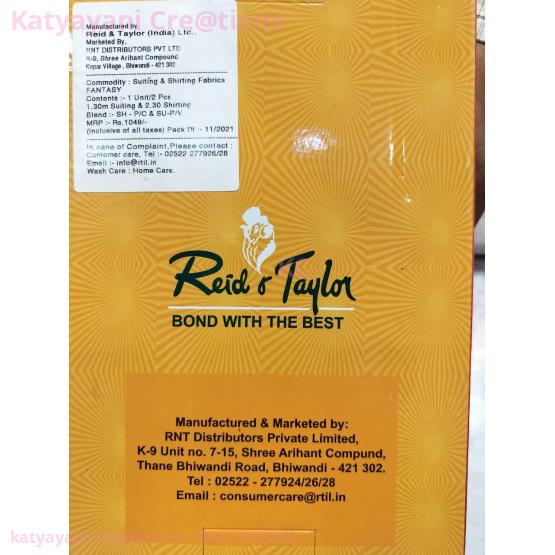 Katyayani Cre@tions
Manufactured by:
Reid & Taylor (India) Ltd.,
Marketed By.
RNT DISTRIBUTORS PVT LTD
K-9, Shree Arihant Compound
Kopar Village, Bhiwandi - 421 302
Commodity : Suiting & Shirting Fabrics
FANTASY
Contents :- 1 Unit/2 Pcs
1.30m Suiting & 2.30 Shirting
Blend :- SH - P/C & SU-P/V
MRP :- Rs.1049/-
(Inclusive of all taxes) Pack Dt :- 11/2021
In case of Complaint,Please contact :
Customer care, Tel :- 02522 277926/28
Email :- info@rtil.in
Wash Care : Home Care.
Reid & Taylor
BOND WITH THE BEST
Manufactured & Marketed by:
RNT Distributors Private Limited,
K-9 Unit no. 7-15, Shree Arihant Compund,
Thane Bhiwandi Road, Bhiwandi - 421 302.
Tel : 02522 - 277924/26/28
Email : consumercare@rtil.in